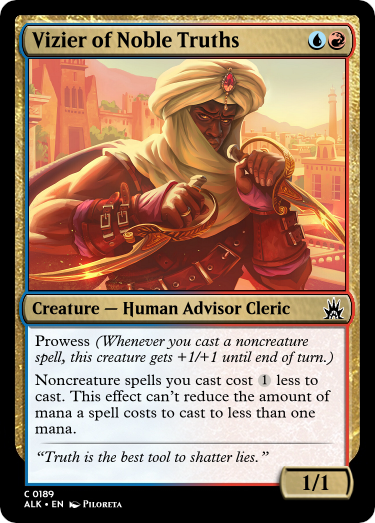 Vizier of Noble Truths
Creature — Human Advisor Cleric
Prowess (Whenever you cast a noncreature
spell, this creature gets +1/+1 until end of turn.)
Noncreature spells you cast cost 1 less to
cast. This effect can't reduce the amount of
mana a spell costs to cast to less than one
mana.
“Truth is the best tool to shatter lies.”
1/1
C 0189
ALK • EN Piloreta